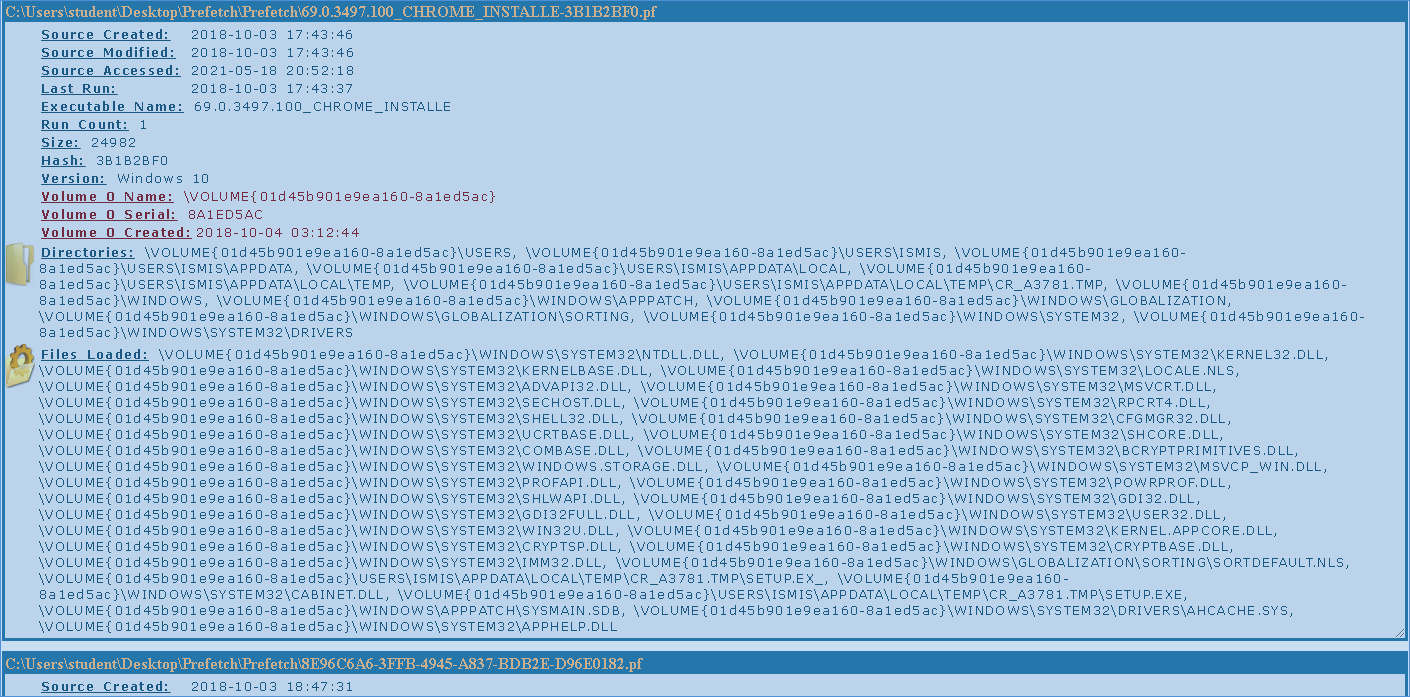 C:\Users\student\Desktop\Prefetch\Prefetch\69.0.3497.100_CHROME_INSTALLE-3B1B2BF0.pf
Source Created: 2018-10-03 17:43:46
Source Modified: 2018-10-03 17:43:46
Source Accessed: 2021-05-18 20:52:18
Last Run: 2018-10-03 17:43:37
Executable Name: 69.0.3497.100_CHROME_INSTALLE
Run Count: 1
Size: 24982
Hash: 3B1B2BF0
Version: Windows 10
Volume 0 Name: \VOLUME{01d45b901e9ea160-8a1ed5ac}
Volume 0 Serial: 8A1ED5AC
Volume 0 Created: 2018-10-04 03:12:44
Directories: \VOLUME{01d45b901e9ea160-8a1ed5ac}\USERS, \VOLUME{01d45b901e9ea160-8a1ed5ac}\USERS\ISMIS, \VOLUME{01d45b901e9ea160-
8a1ed5ac}\USERS\ISMIS\APPDATA, \VOLUME{01d45b901e9ea160-8a1ed5ac}\USERS\ISMIS\APPDATA\LOCAL, \VOLUME{01d45b901e9ea160-
8a1ed5ac}\USERS\ISMIS\APPDATA\LOCAL\TEMP, \VOLUME{01d45b901e9ea160-8a1ed5ac}\USERS\ISMIS\APPDATA\LOCAL\TEMP\CR_A3781.TMP, \VOLUME{01d45b901e9ea160-
8a1ed5ac}\WINDOWS, \VOLUME{01d45b901e9ea160-8a1ed5ac}\WINDOWS\APPPATCH, \VOLUME{01d45b901e9ea160-8a1ed5ac}\WINDOWS\GLOBALIZATION,
\VOLUME{01d45b901e9ea160-8a1ed5ac}\WINDOWS\GLOBALIZATION\SORTING, \VOLUME{01d45b901e9ea160-8a1ed5ac}\WINDOWS\SYSTEM32, \VOLUME{01d45b901e9ea160-
8a1ed5ac}\WINDOWS\SYSTEM32\DRIVERS
Files Loaded: \VOLUME{01d45b901e9ea160-8a1ed5ac}\WINDOWS\SYSTEM32\NTDLL.DLL, \VOLUME{01d45b901e9ea160-8a1ed5ac}\WINDOWS\SYSTEM32\KERNEL32.DLL,
\VOLUME{01d45b901e9ea160-8a1ed5ac}\WINDOWS\SYSTEM32\KERNELBASE.DLL, \VOLUME{01d45b901e9ea160-8a1ed5ac}\WINDOWS\SYSTEM32\LOCALE.NLS,
\VOLUME{01d45b901e9ea160-8a1ed5ac}\WINDOWS\SYSTEM32\ADVAPI32.DLL, \VOLUME{01d45b901e9ea160-8a1ed5ac}\WINDOWS\SYSTEM32\MSVCRT.DLL,
\VOLUME{01d45b901e9ea160-8a1ed5ac}\WINDOWS\SYSTEM32\SECHOST.DLL, \VOLUME{01d45b901e9ea160-8a1ed5ac}\WINDOWS\SYSTEM32\RPCRT4.DLL,
\VOLUME{01d45b901e9ea160-8a1ed5ac}\WINDOWS\SYSTEM32\SHELL32.DLL, \VOLUME{01d45b901e9ea160-8a1ed5ac}\WINDOWS\SYSTEM32\CFGMGR32.DLL,
\VOLUME{01d45b901e9ea160-8a1ed5ac}\WINDOWS\SYSTEM32\UCRTBASE.DLL, \VOLUME{01d45b901e9ea160-8a1ed5ac}\WINDOWS\SYSTEM32\SHCORE.DLL,
\VOLUME{01d45b901e9ea160-8a1ed5ac}\WINDOWS\SYSTEM32\COMBASE.DLL, \VOLUME{01d45b901e9ea160-8a1ed5ac}\WINDOWS\SYSTEM32\BCRYPTPRIMITIVES.DLL,
\VOLUME{01d45b901e9ea160-8a1ed5ac}\WINDOWS\SYSTEM32\WINDOWS.STORAGE.DLL, \VOLUME{01d45b901e9ea160-8a1ed5ac}\WINDOWS\SYSTEM32\MSVCP_WIN.DLL,
\VOLUME{01d45b901e9ea160-8a1ed5ac}\WINDOWS\SYSTEM32\PROFAPI.DLL, \VOLUME{01d45b901e9ea160-8a1ed5ac}\WINDOWS\SYSTEM32\POWRPROF.DLL,
\VOLUME{01d45b901e9ea160-8a1ed5ac}\WINDOWS\SYSTEM32\SHLWAPI.DLL, \VOLUME{01d45b901e9ea160-8a1ed5ac}\WINDOWS\SYSTEM32\GDI32.DLL,
\VOLUME{01d45b901e9ea160-8a1ed5ac}\WINDOWS\SYSTEM32\GDI32FULL.DLL, \VOLUME{01d45b901e9ea160-8a1ed5ac}\WINDOWS\SYSTEM32\USER32.DLL,
\VOLUME{01d45b901e9ea160-8a1ed5ac}\WINDOWS\SYSTEM32\WIN32U.DLL, \VOLUME{01d45b901e9ea160-8a1ed5ac}\WINDOWS\SYSTEM32\KERNEL.APPCORE.DLL,
\VOLUME{01d45b901e9ea160-8a1ed5ac}\WINDOWS\SYSTEM32\CRYPTSP.DLL, \VOLUME{01d45b901e9ea160-8a1ed5ac}\WINDOWS\SYSTEM32\CRYPTBASE.DLL,
\VOLUME{01d45b901e9ea160-8a1ed5ac}\WINDOWS\SYSTEM32\IMM32.DLL, \VOLUME{01d45b901e9ea160-8a1ed5ac}\WINDOWS\GLOBALIZATION\SORTING\SORTDEFAULT.NLS,
\VOLUME{01d45b901e9ea160-8a1ed5ac}\USERS\ISMIS\APPDATA\LOCAL\TEMP\CR_A3781.TMP\SETUP.EX_, \VOLUME{01d45b901e9ea160-
8a1ed5ac}\WINDOWS\SYSTEM32\CABINET.DLL, \VOLUME{01d45b901e9ea160-8a1ed5ac}\USERS\ISMIS\APPDATA\LOCAL\TEMP\CR_A3781.TMP\SETUP.EXE,
\VOLUME{01d45b901e9ea160-8a1ed5ac}\WINDOWS\APPPATCH\SYSMAIN.SDB, \VOLUME{01d45b901e9ea160-8a1ed5ac}\WINDOWS\SYSTEM32\DRIVERS\AHCACHE.SYS,
\VOLUME{01d45b901e9ea160-8a1ed5ac}\WINDOWS\SYSTEM32\APPHELP.DLL
C:\Users\student\Desktop\Prefetch\Prefetch\8E96C6A6-3FFB-4945-A837-BDB2E-D96E0182.pf
Source Created: 2018-10-03 18:47:31